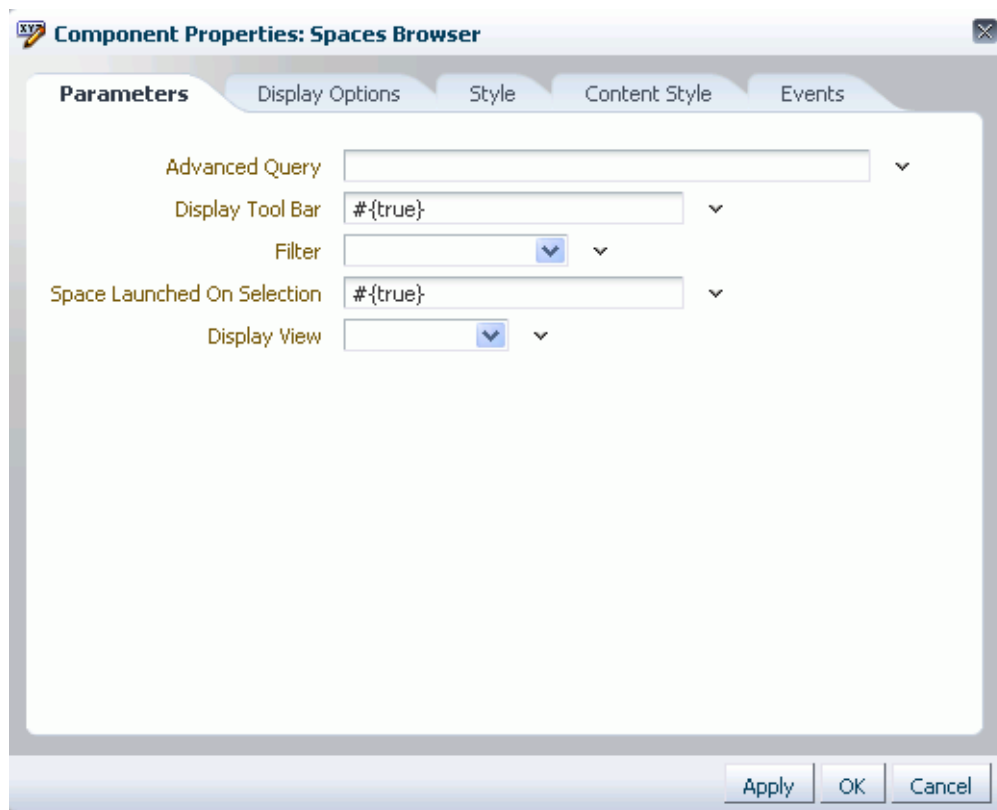 XYZ Component Properties: Spaces Browser
Parameters Display Options Style Content Style Events
Advanced Query
Display Tool Bar #{true}
Filter
Space Launched On Selection #{true}
Display View
Apply OK Cancel